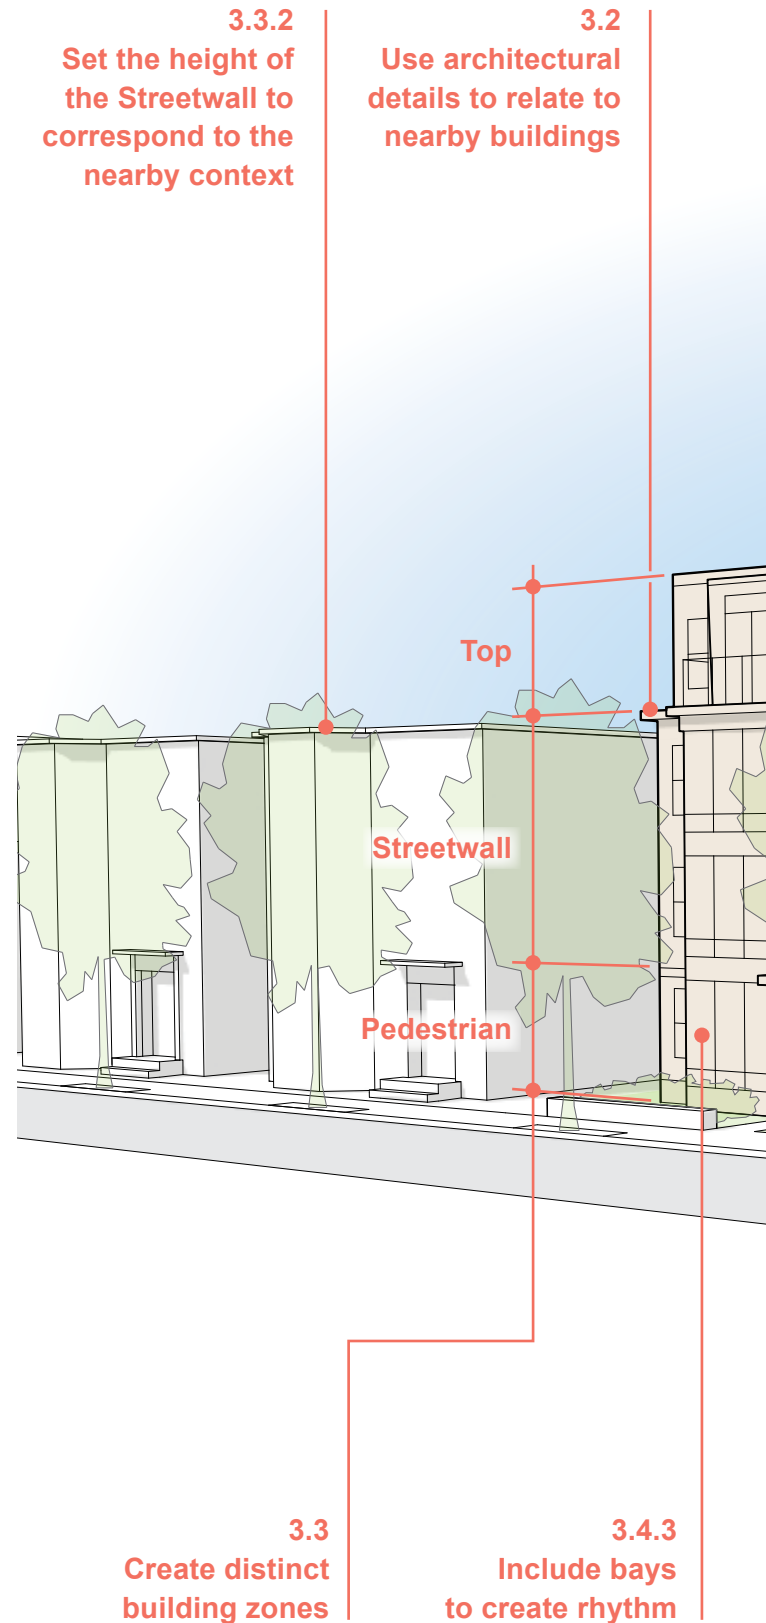 3.3.2
Set the height of
the Streetwall to
correspond to the
nearby context
3.2
Use architectural
details to relate to
nearby buildings
Top
Streetwall
Pedestrian
3.3
Create distinct
building zones
3.4.3
Include bays
to create rhythm